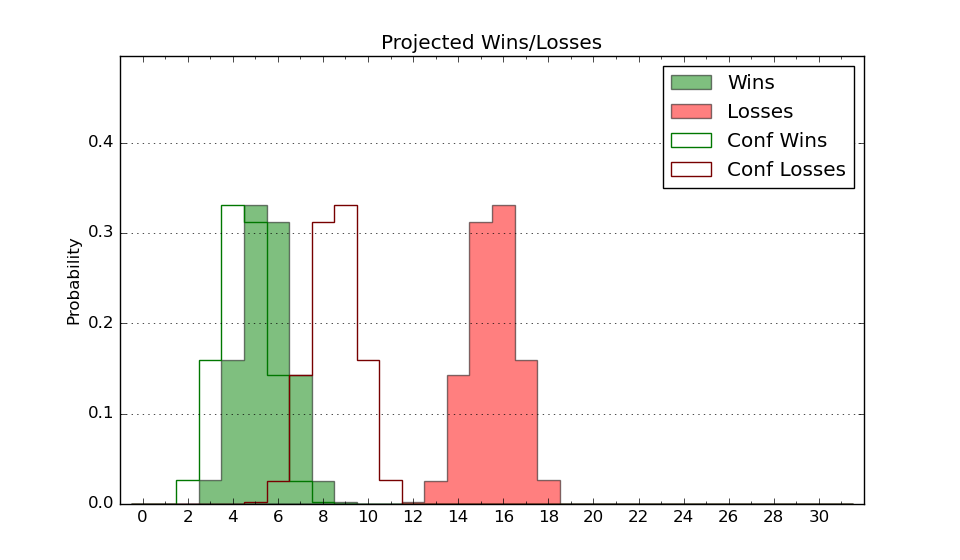 Projected Wins/Losses
Wins
Losses
Conf Wins
Conf Losses
Probability
0.4
0.3
0.2
0.1
0.0
0 2 4 6 8 10 12 14 16 18 20 22 24 26 28 30